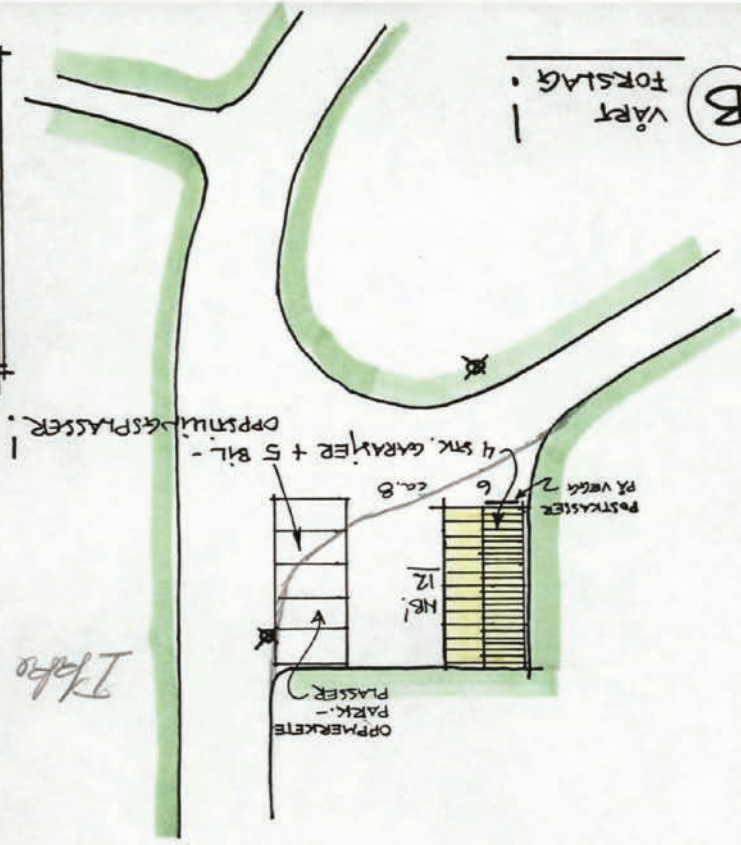 OPPMERKETE
PARK.-
PLASSER
NB!
12
POSTKASSER
PÅ VEGG
6
ca. 8
4 STK. GARASJER + 5 BIL-
OPPSTILLINGSPLASSER !
B
VÅRT
FORSLAG !